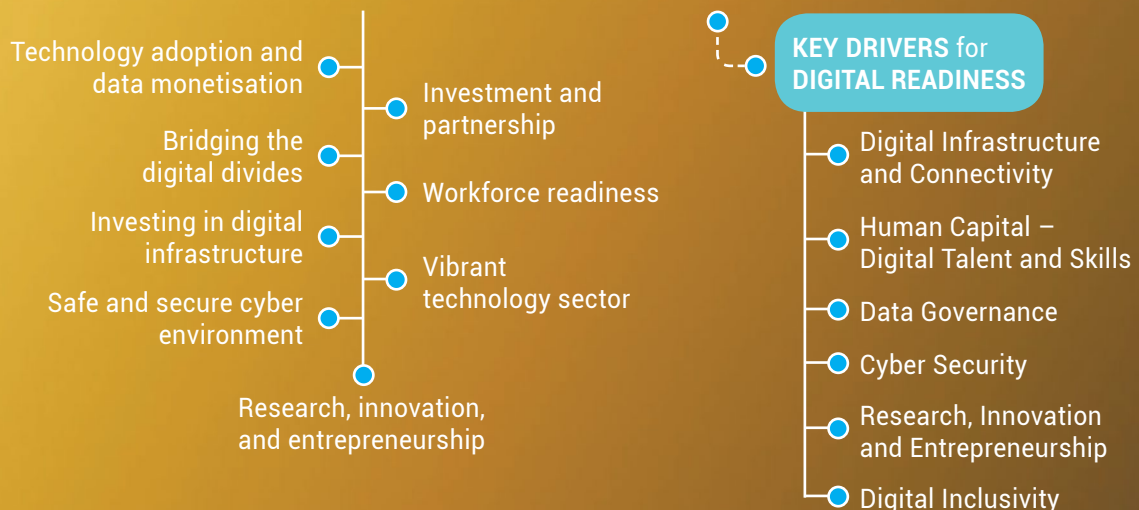 Technology adoption and
data monetisation
Investment and
partnership
Bridging the
digital divides
Workforce readiness
Investing in digital
infrastructure
Vibrant
technology sector
Safe and secure cyber
environment
Research, innovation,
and entrepreneurship
KEY DRIVERS for
DIGITAL READINESS
Digital Infrastructure
and Connectivity
Human Capital –
Digital Talent and Skills
Data Governance
Cyber Security
Research, Innovation
and Entrepreneurship
Digital Inclusivity